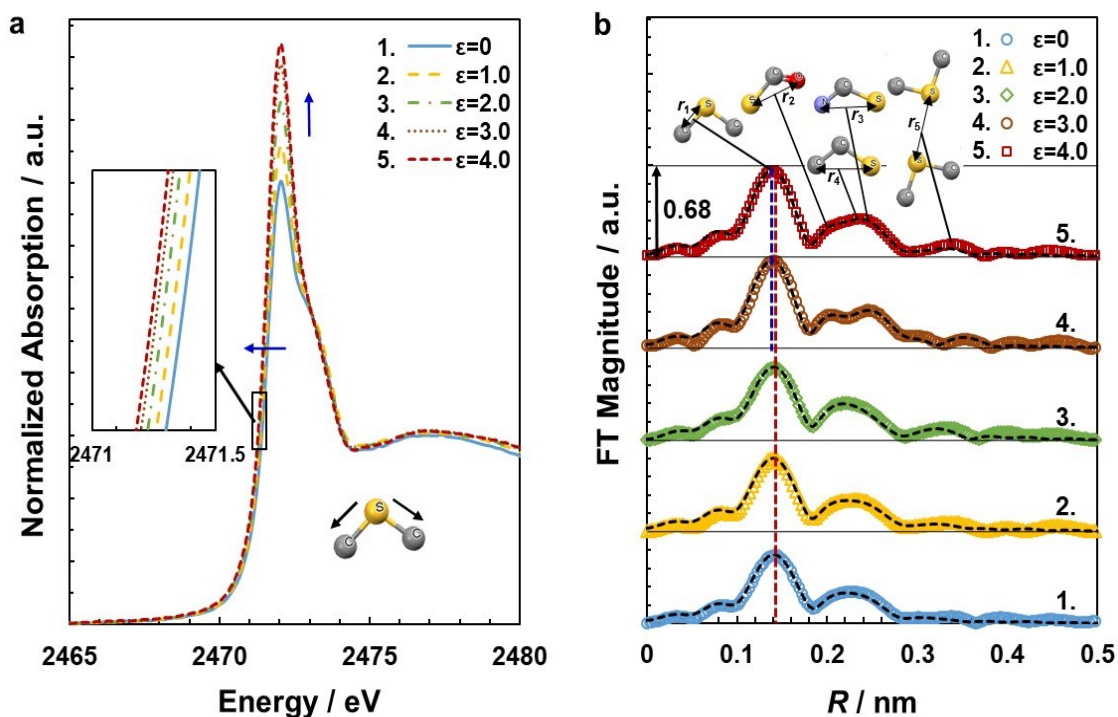 a
Normalized Absorption / a.u.
1. ε=0
2. ε=1.0
3. ε=2.0
4. ε=3.0
5. ε=4.0
2471 2471.5
S
C C
2465 2470 2475 2480
Energy / eV
b
FT Magnitude / a.u.
1. ε=0
2. ε=1.0
3. ε=2.0
4. ε=3.0
5. ε=4.0
r1 S C C
S C O r2
N C S r3
C C S r4
C S C r5 S C C
0.68
5.
4.
3.
2.
1.
0 0.1 0.2 0.3 0.4 0.5
R / nm